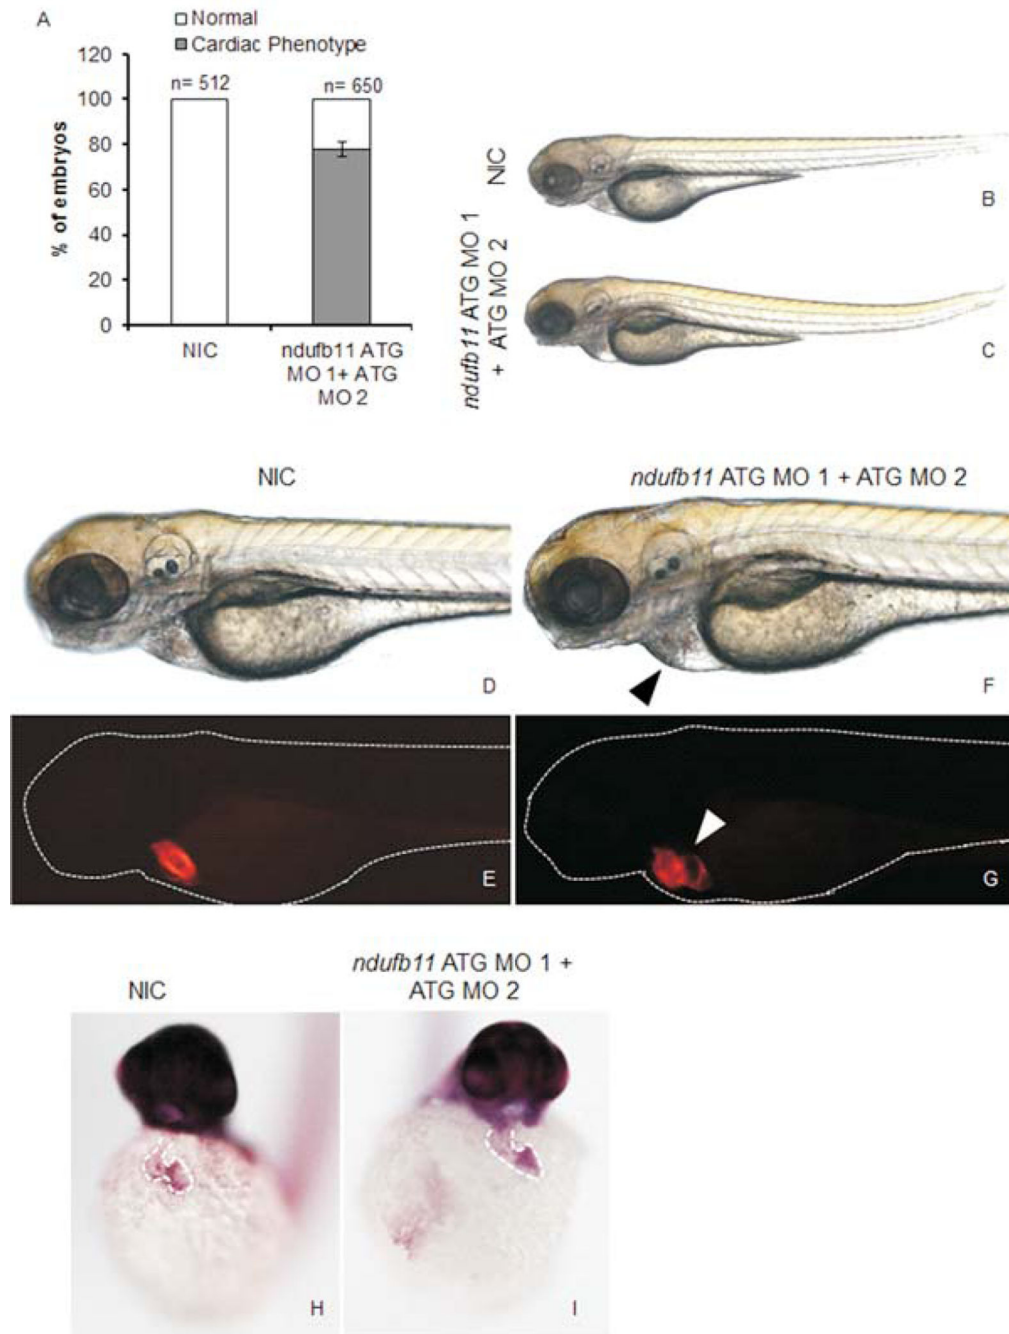 A
Normal
Cardiac Phenotype
120
100
80
60
40
20
0
% of embryos
n= 512
n= 650
NIC
ndufb11 ATG
MO 1+ ATG
MO 2
NIC
B
ndufb11 ATG MO 1
+ ATG MO 2
C
NIC
ndufb11 ATG MO 1 + ATG MO 2
D
F
E
G
NIC
ndufb11 ATG MO 1 +
ATG MO 2
H
I